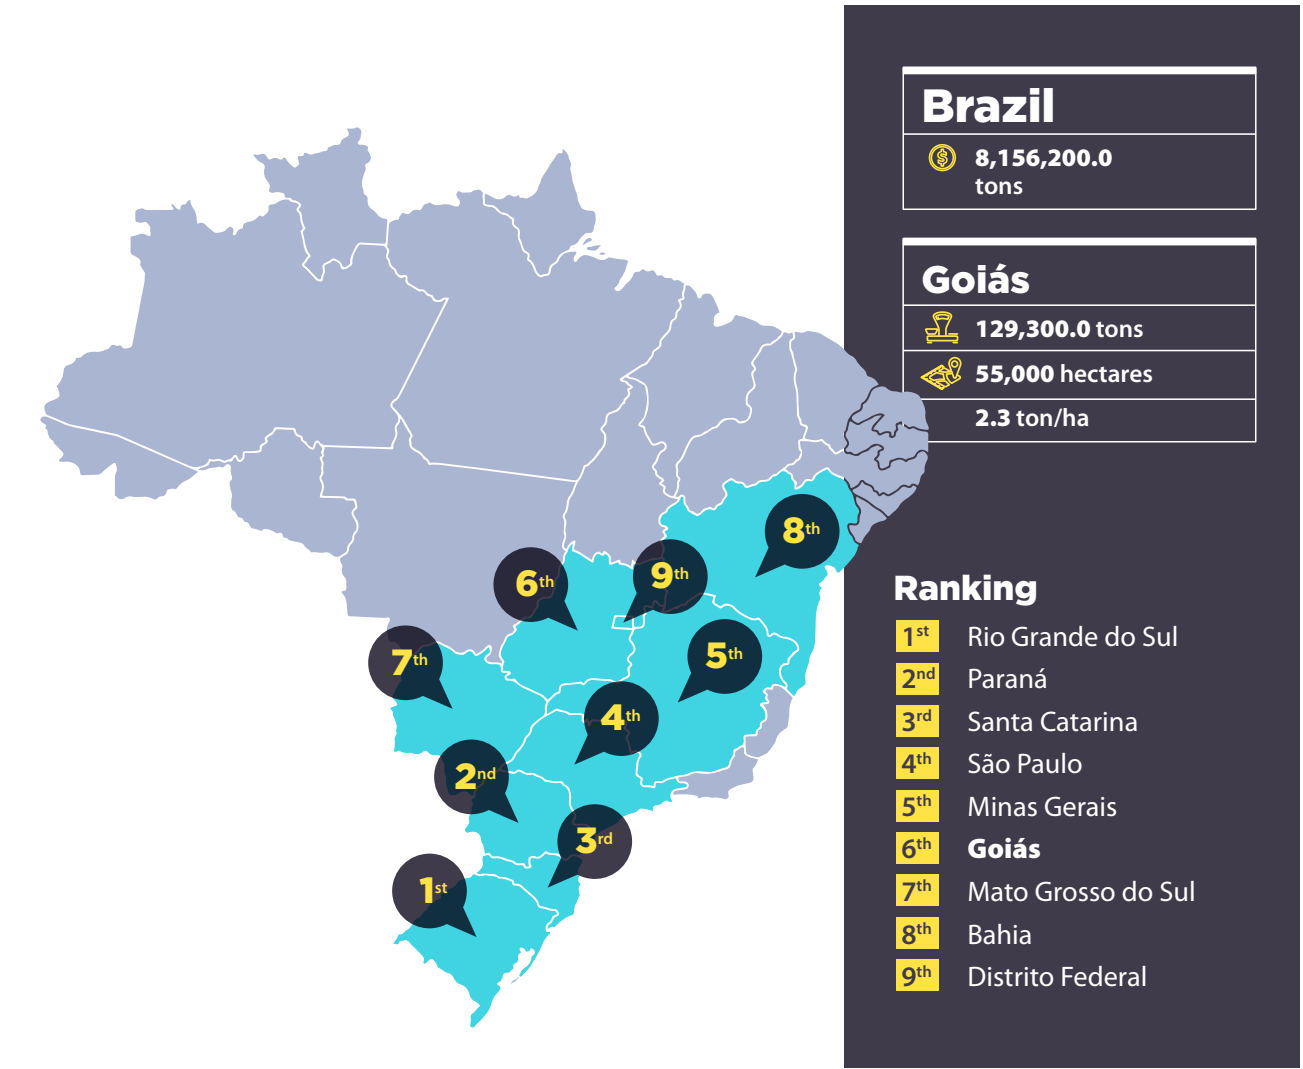 Brazil
8,156,200.0
tons
Goiás
129,300.0 tons
55,000 hectares
2.3 ton/ha
8th
6th
9th
7th
5th
4th
2nd
3rd
1st
Ranking
1st Rio Grande do Sul
2nd Paraná
3rd Santa Catarina
4th São Paulo
5th Minas Gerais
6th Goiás
7th Mato Grosso do Sul
8th Bahia
9th Distrito Federal